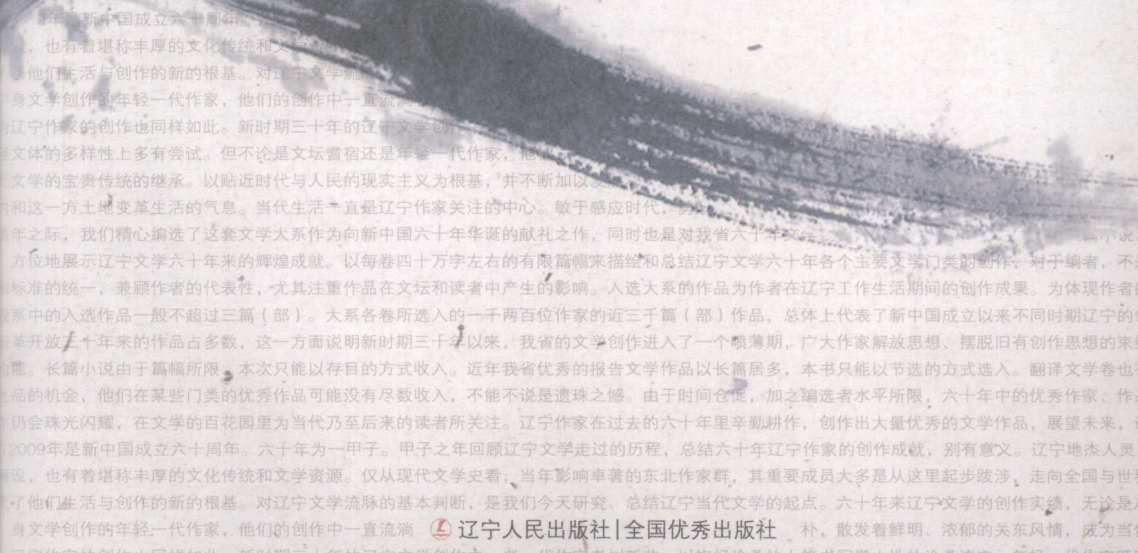 年是新中国成立六十周年
也有着堪称丰厚的文化传统和文
了他们生活与创作的新的根基。对辽宁文学流
身文学创作的年轻一代作家，他们的创作中一直流淌
辽宁作家的创作也同样如此。新时期三十年的辽宁文学创作
文体的多样性上多有尝试。但不论是文坛耆宿还是年轻一代作家，他
文学的宝贵传统的继承。以贴近时代与人民的现实主义为根基，并不断加以发
和这一方土地变革生活的气息。当代生活一直是辽宁作家关注的中心。敏于感应时代，
年之际，我们精心编选了这套文学大系作为向新中国六十年华诞的献礼之作，同时也是对我省六十年文学
方位地展示辽宁文学六十年来的辉煌成就。以每卷四十万字左右的有限篇幅来描绘和总结辽宁文学六十年各个主要文学门类的创作，对于编者，不
标准的统一，兼顾作者的代表性，尤其注重作品在文坛和读者中产生的影响。入选大系的作品为作者在辽宁工作生活期间的创作成果。为体现作者
系中的入选作品一般不超过三篇（部）。大系各卷所选入的一千两百位作家的近三千篇（部）作品，总体上代表了新中国成立以来不同时期辽宁的
革开放三十年来的作品占多数，这一方面说明新时期三十年以来，我省的文学创作进入了一个喷薄期，广大作家解放思想、摆脱旧有创作思想的束
能。长篇小说由于篇幅所限，本次只能以存目的方式收入。近年我省优秀的报告文学作品以长篇居多，本书只能以节选的方式选入。翻译文学卷也
品的机会，他们在某些门类的优秀作品可能没有尽数收入，不能不说是遗珠之憾。由于时间仓促，加之编选者水平所限，六十年中的优秀作家、作
仍会珠光闪耀，在文学的百花园里为当代乃至后来的读者所关注。辽宁作家在过去的六十年里辛勤耕作，创作出大量优秀的文学作品，展望未来，
2009年是新中国成立六十周年。六十年为一甲子。甲子之年回顾辽宁文学走过的历程，总结六十年辽宁作家的创作成就，别有意义。辽宁地杰人灵
也有着堪称丰厚的文化传统和文学资源。仅从现代文学史看，当年影响卓著的东北作家群，其重要成员大多是从这里起步跋涉，走向全国与世
了他们生活与创作的新的根基。对辽宁文学流脉的基本判断，是我们今天研究、总结辽宁当代文学的起点。六十年来辽宁文学的创作实绩，无论是
身文学创作的年轻一代作家，他们的创作中一直流淌 辽宁人民出版社|全国优秀出版社 朴，散发着鲜明、浓郁的关东风情，成为当